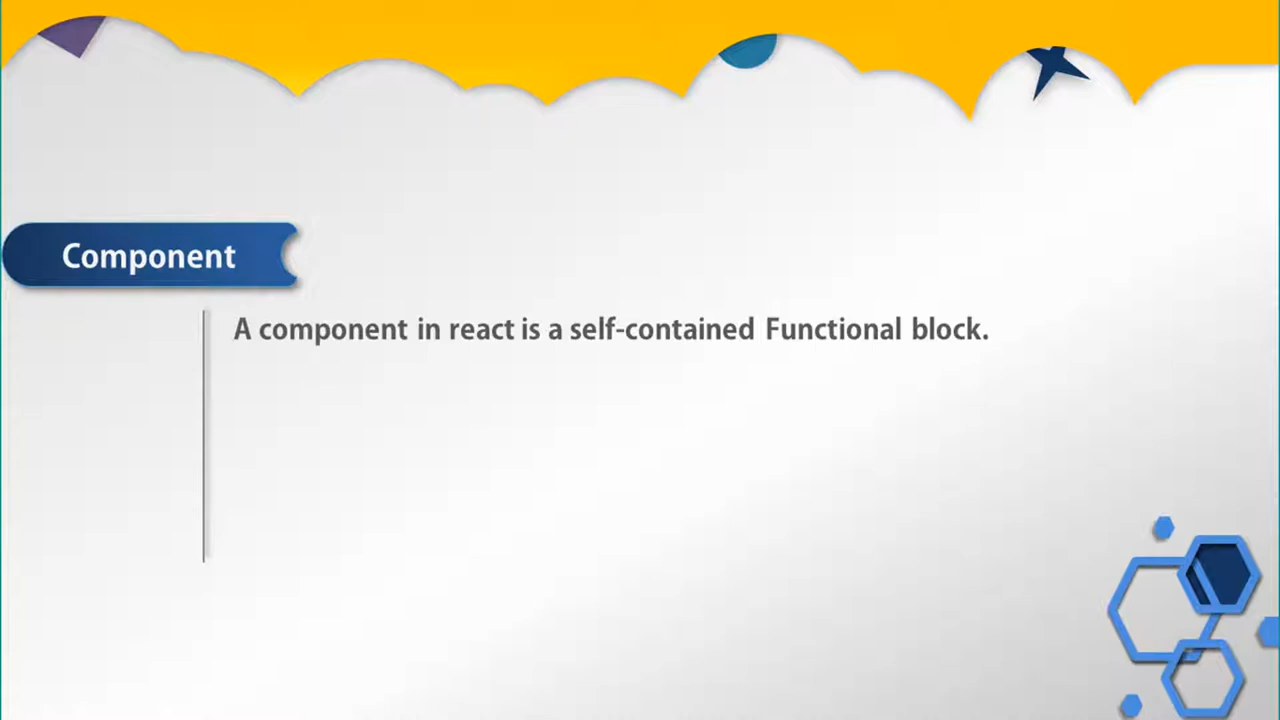 Component
A component in react is a self-contained Functional block.